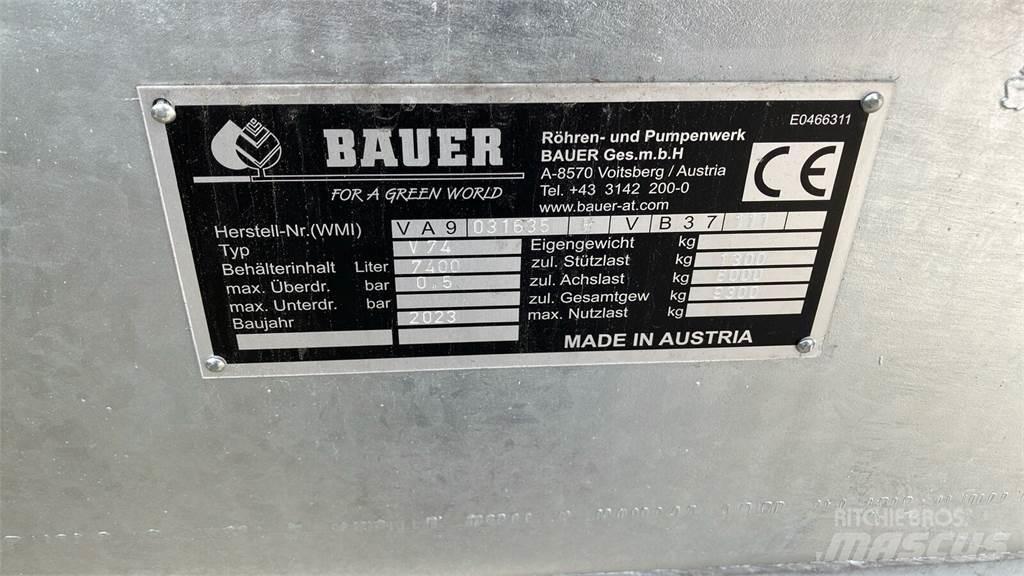 E0466311
BAUER
FOR A GREEN WORLD
Röhren- und Pumpenwerk
BAUER Ges.m.b.H
A-8570 Voitsberg / Austria
Tel. +43 3142 200-0
www.bauer-at.com
CE
Herstell-Nr.(WMI) VA9 031635 V B37
Typ V74
Behälterinhalt Liter 7400
max. Überdr. bar 0.5
max. Unterdr. bar
Baujahr 2023
Eigengewicht kg
zul. Stützlast kg 1300
zul. Achslast kg
zul. Gesamtgew kg
max. Nutzlast kg
MADE IN AUSTRIA
RITCHIE BROS.
MASCUS